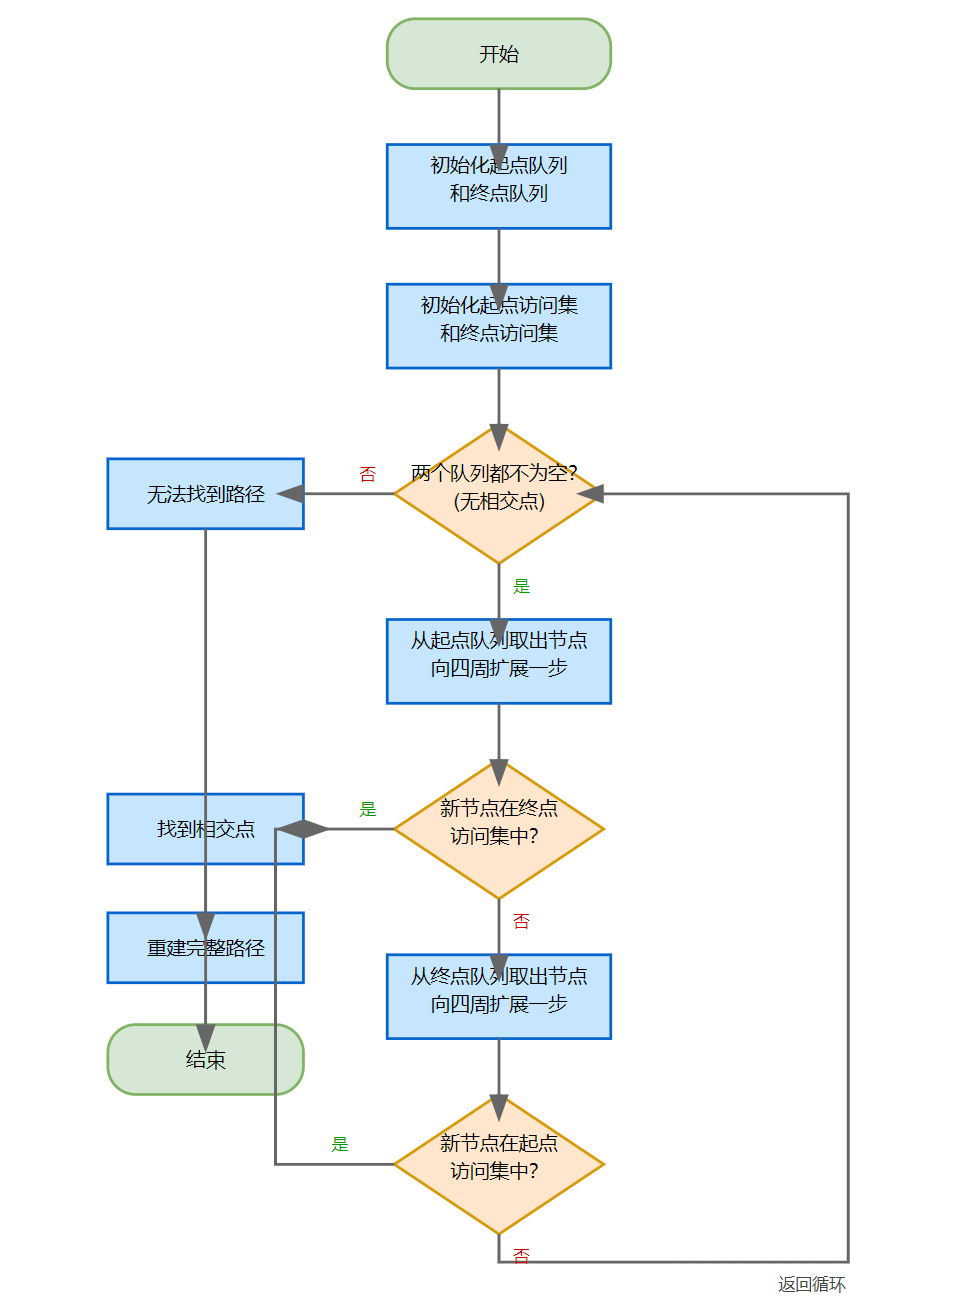 开始
初始化起点队列
和终点队列
初始化起点访问集
和终点访问集
两个队列都不为空?
(无相交点)
否
无法找到路径
是
从起点队列取出节点
向四周扩展一步
新节点在终点
访问集中?
是
找到相交点
否
重建完整路径
从终点队列取出节点
向四周扩展一步
结束
新节点在起点
访问集中?
是
否
返回循环